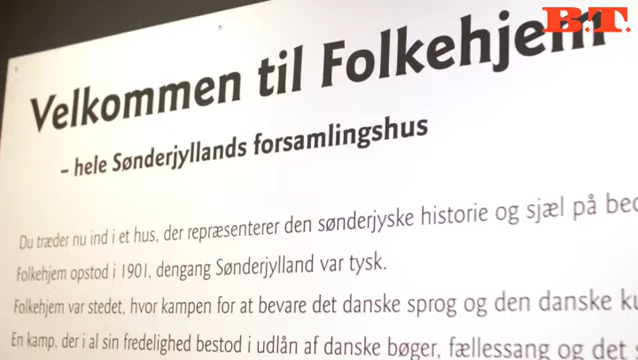 B.T.
Velkommen til Folkehjem
– hele Sønderjyllands forsamlingshus
Du træder nu ind i et hus, der repræsenterer den sønderjyske historie og sjæl på
Folkehjem opstod i 1901, dengang Sønderjylland var tysk.
Folkehjem var stedet, hvor kampen for at bevare det danske sprog og den danske
En kamp, der i al sin fredelighed bestod i udlån af danske bøger, fællessang og det